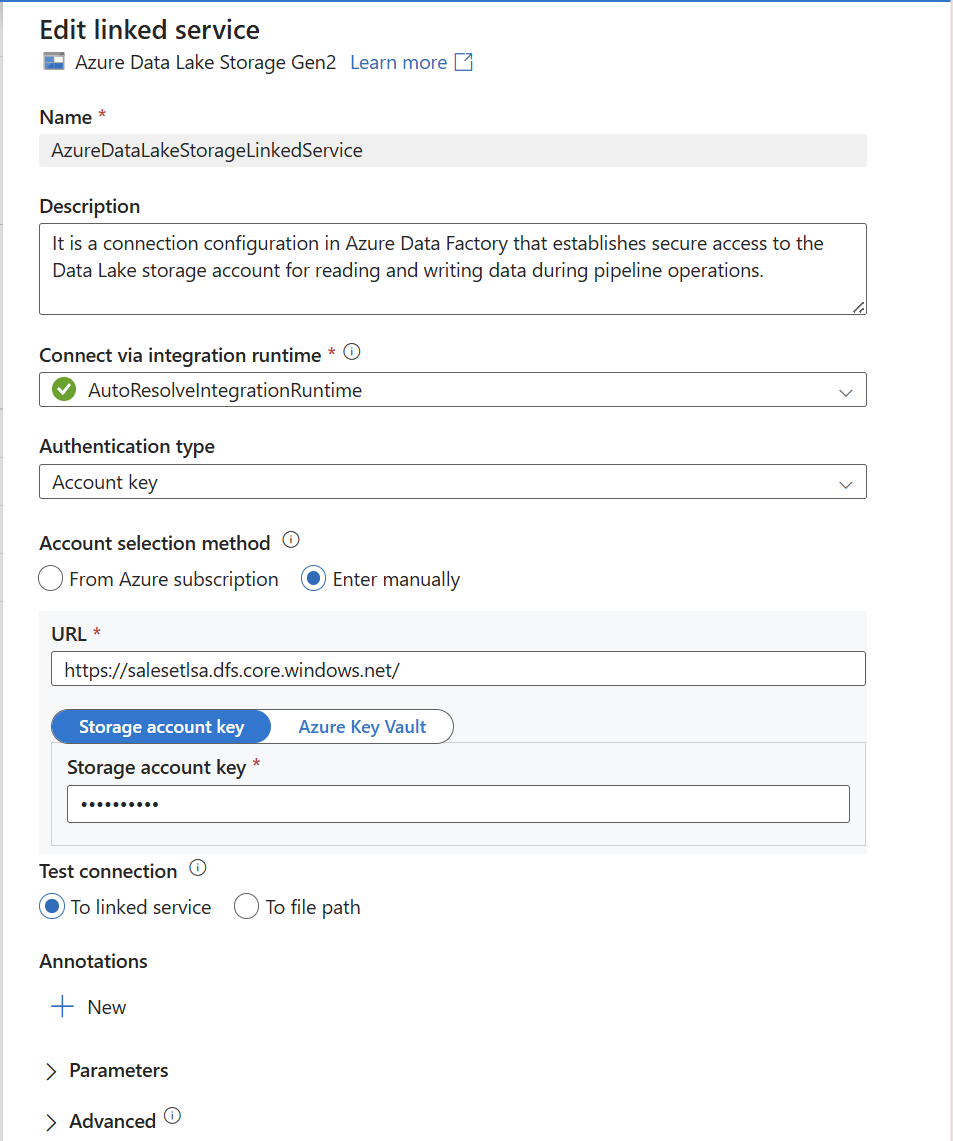 Edit linked service
Azure Data Lake Storage Gen2 Learn more
Name *
AzureDataLakeStorageLinkedService
Description
It is a connection configuration in Azure Data Factory that establishes secure access to the
Data Lake storage account for reading and writing data during pipeline operations.
Connect via integration runtime *
AutoResolveIntegrationRuntime
Authentication type
Account key
Account selection method
From Azure subscription Enter manually
URL *
https://salesetlsa.dfs.core.windows.net/
Storage account key Azure Key Vault
Storage account key *
••••••••••
Test connection
To linked service To file path
Annotations
New
Parameters
Advanced